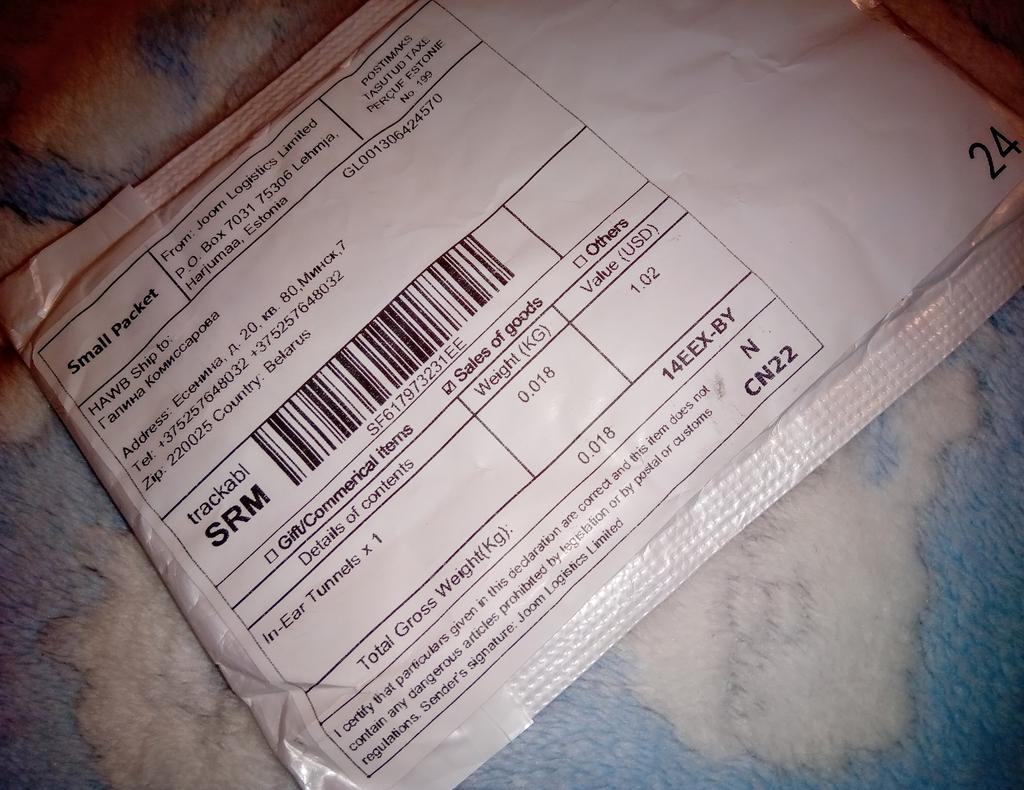 Small Packet
From: Joom Logistics Limited
P.O. Box 7031 75306 Lehmja,
Harjumaa, Estonia
POSTIMAKS
TASUTUD TAXE
PERÇUE ESTONIE
No. 199
GL001306424570
HAWB Ship to:
Галина Комиссарова
Address: Есенина, д. 20, кв. 80,Минск,7
Tel: +375257648032 +375257648032
Zip: 220025 Country: Belarus
trackabl
SRM
SF617973231EE
☐ Gift/Commerical items
☑ Sales of goods
☐ Others
Details of contents
Weight (KG)
Value (USD)
In-Ear Tunnels x 1
0.018
1.02
Total Gross Weight(Kg):
0.018
14EEX-BY
I certify that particulars given in this declaration are correct and this item does not
contain any dangerous articles prohibited by legislation or by postal or customs
regulations. Sender's signature: Joom Logistics Limited
N
CN22
24